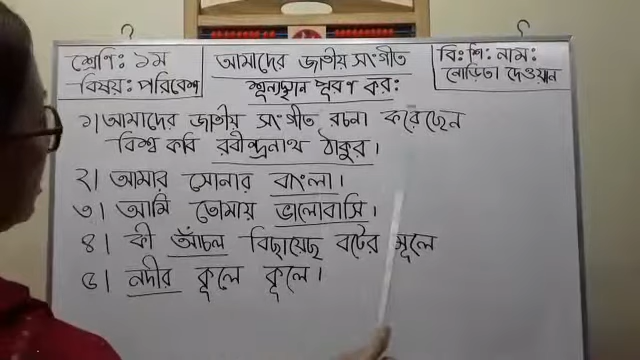 শ্রেণি: ১ম
বিষয়: পরিবেশ
আমাদের জাতীয় সংগীত
শূন্যস্থান পূরণ কর:
বি: শি: নাম:
নোড়িতা দেওয়ান
১। আমাদের জাতীয় সংগীত রচনা করেছেন
বিশ্ব কবি রবীন্দ্রনাথ ঠাকুর।
২। আমার সোনার বাংলা।
৩। আমি তোমায় ভালোবাসি।
৪। কী আঁচল বিছায়েছ বটের মূলে
৫। নদীর কূলে কূলে।